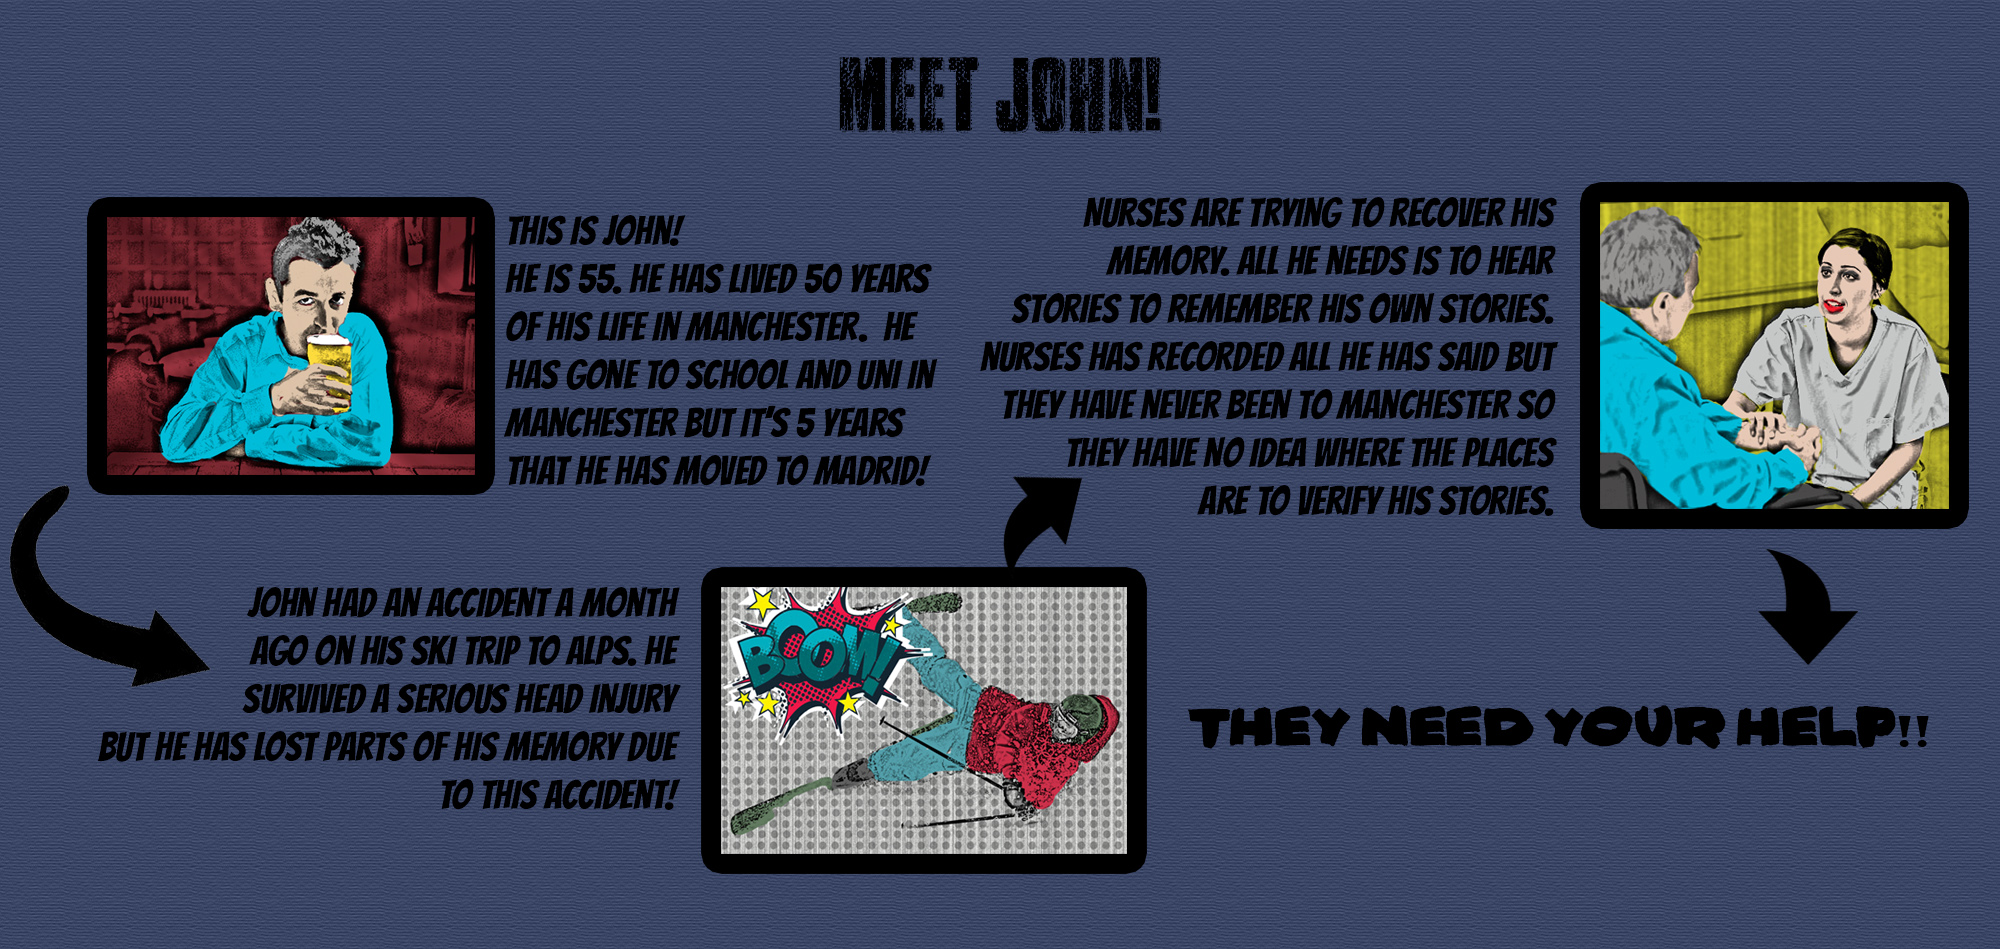 MEET JOHN!
THIS IS JOHN!
HE IS 55. HE HAS LIVED 50 YEARS
OF HIS LIFE IN MANCHESTER. HE
HAS GONE TO SCHOOL AND UNI IN
MANCHESTER BUT IT'S 5 YEARS
THAT HE HAS MOVED TO MADRID!
JOHN HAD AN ACCIDENT A MONTH
AGO ON HIS SKI TRIP TO ALPS. HE
SURVIVED A SERIOUS HEAD INJURY
BUT HE HAS LOST PARTS OF HIS MEMORY DUE
TO THIS ACCIDENT!
BOOM!
NURSES ARE TRYING TO RECOVER HIS
MEMORY. ALL HE NEEDS IS TO HEAR
STORIES TO REMEMBER HIS OWN STORIES.
NURSES HAS RECORDED ALL HE HAS SAID BUT
THEY HAVE NEVER BEEN TO MANCHESTER SO
THEY HAVE NO IDEA WHERE THE PLACES
ARE TO VERIFY HIS STORIES.
THEY NEED YOUR HELP!!